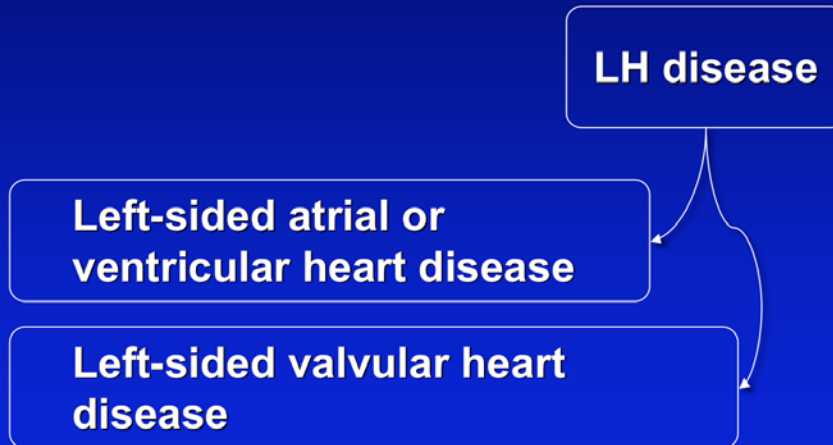 LH disease
Left-sided atrial or
ventricular heart disease
Left-sided valvular heart
disease